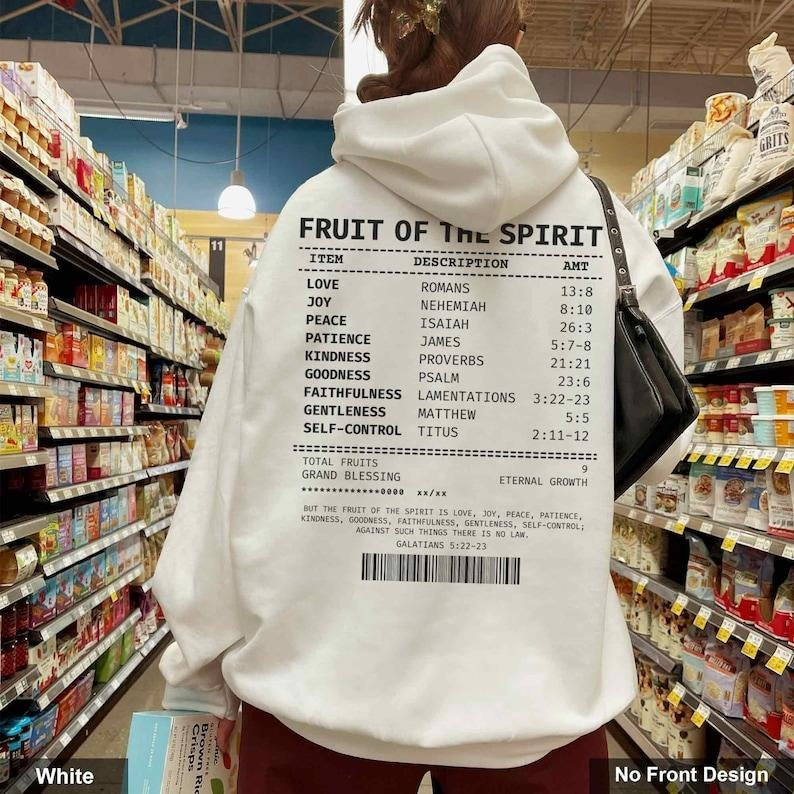 FRUIT OF THE SPIRIT
ITEM DESCRIPTION AMT
LOVE ROMANS 13:8
JOY NEHEMIAH 8:10
PEACE ISAIAH 26:3
PATIENCE JAMES 5:7-8
KINDNESS PROVERBS 21:21
GOODNESS PSALM 23:6
FAITHFULNESS LAMENTATIONS 3:22-23
GENTLENESS MATTHEW 5:5
SELF-CONTROL TITUS 2:11-12
TOTAL FRUITS 9
GRAND BLESSING ETERNAL GROWTH
*************0000 xx/xx
BUT THE FRUIT OF THE SPIRIT IS LOVE, JOY, PEACE, PATIENCE,
KINDNESS, GOODNESS, FAITHFULNESS, GENTLENESS, SELF-CONTROL;
AGAINST SUCH THINGS THERE IS NO LAW.
GALATIANS 5:22-23
11
GRITS
Brown Rice
Crisps
White
No Front Design